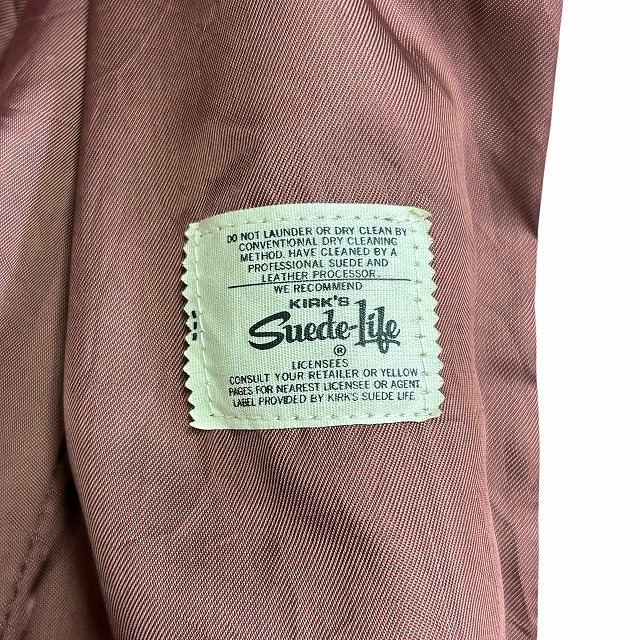 DO NOT LAUNDER OR DRY CLEAN BY
CONVENTIONAL DRY CLEANING
METHOD. HAVE CLEANED BY A
PROFESSIONAL SUEDE AND
LEATHER PROCESSOR.
WE RECOMMEND
KIRK'S
Suede-Life
®
LICENSEES
CONSULT YOUR RETAILER OR YELLOW
PAGES FOR NEAREST LICENSEE OR AGENT
LABEL PROVIDED BY KIRK'S SUEDE LIFE